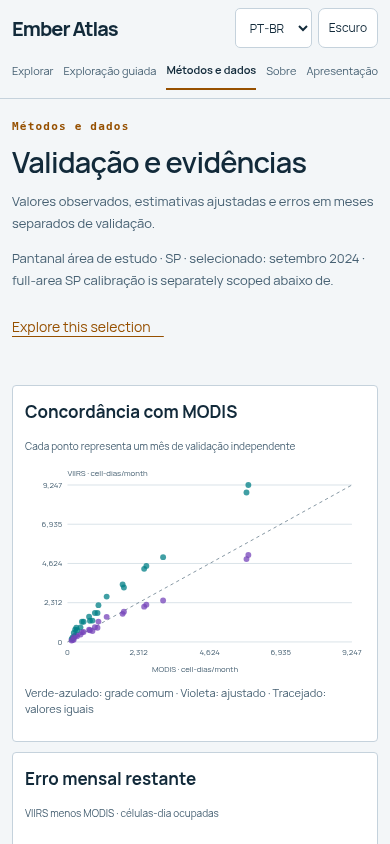 Ember Atlas
PT-BR
Escuro
Explorar Exploração guiada Métodos e dados Sobre Apresentação
Métodos e dados
Validação e evidências
Valores observados, estimativas ajustadas e erros em meses
separados de validação.
Pantanal área de estudo · SP · selecionado: setembro 2024 ·
full-area SP calibração is separately scoped abaixo de.
Explore this selection
Concordância com MODIS
Cada ponto representa um mês de validação independente
VIIRS · cell-dias/month
9,247
6,935
4,624
2,312
0
0 2,312 4,624 6,935 9,247
MODIS · cell-dias/month
Verde-azulado: grade comum · Violeta: ajustado · Tracejado:
valores iguais
Erro mensal restante
VIIRS menos MODIS · células-dia ocupadas